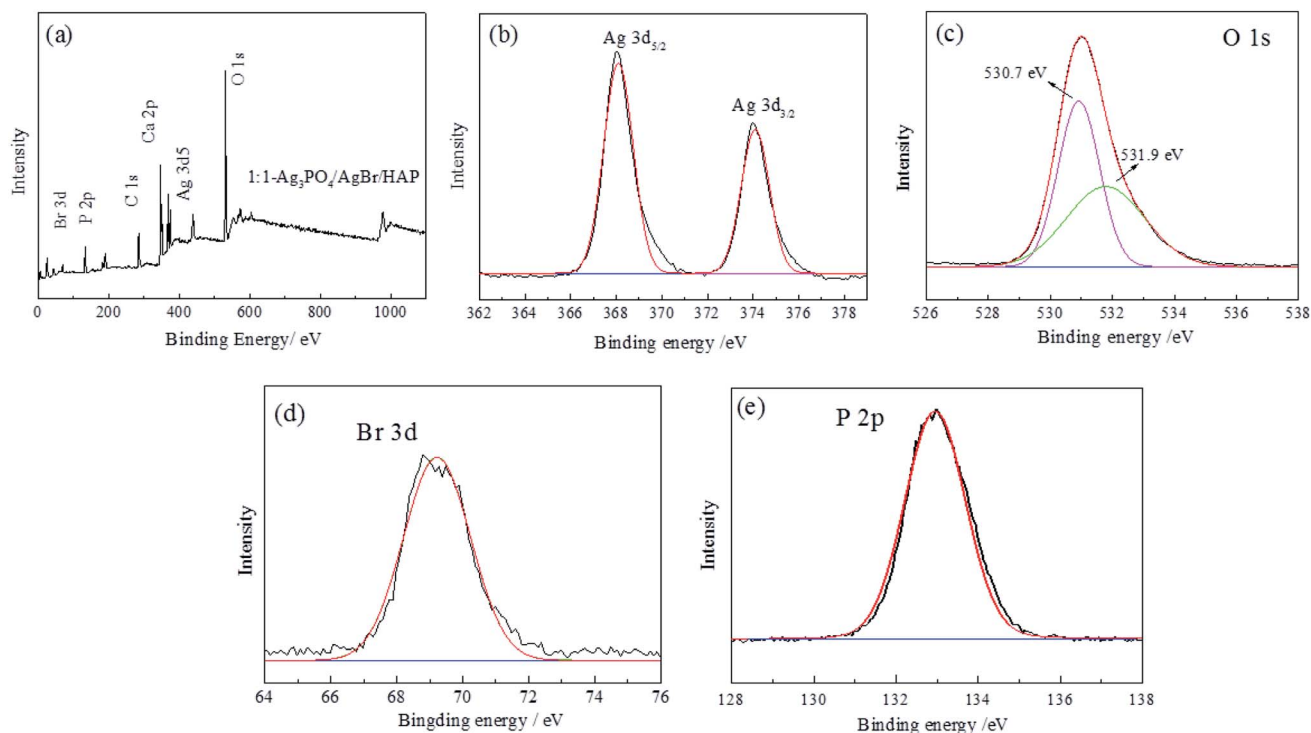 (a)
Br 3d
P 2p
C 1s
Ca 2p
Ag 3d5
O 1s
1:1-Ag₃PO₄/AgBr/HAP
Intensity
0 200 400 600 800 1000
Binding Energy/ eV
(b)
Ag 3d₅/₂
Ag 3d₃/₂
Intensity
362 364 366 368 370 372 374 376 378
Binding energy /eV
(c)
O 1s
530.7 eV
531.9 eV
Intensity
526 528 530 532 534 536 538
Binding energy /eV
(d)
Br 3d
Intensity
64 66 68 70 72 74 76
Bingding energy / eV
(e)
P 2p
Intensity
128 130 132 134 136 138
Binding energy /eV